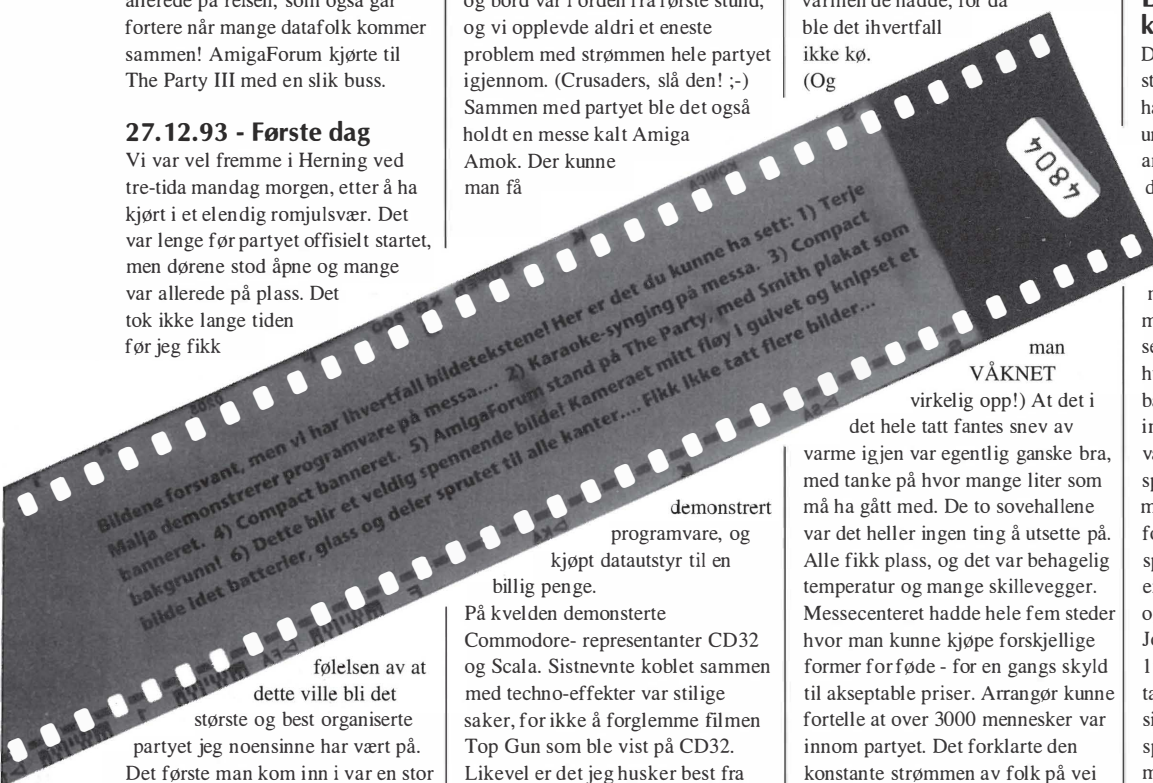 allerede på reisen, som også går
fortere når mange datafolk kommer
sammen! AmigaForum kjørte til
The Party III med en slik buss.
27.12.93 - Første dag
Vi var vel fremme i Herning ved
tre-tida mandag morgen, etter å ha
kjørt i et elendig romjulsvær. Det
var lenge før partyet offisielt startet,
men dørene stod åpne og mange
var allerede på plass. Det
tok ikke lange tiden
før jeg fikk
følelsen av at
dette ville bli det
største og best organiserte
partyet jeg noensinne har vært på.
Det første man kom inn i var en stor
og bord var i orden fra første stund,
og vi opplevde aldri et eneste
problem med strømmen hele partyet
igjennom. (Crusaders, slå den! ;-)
Sammen med partyet ble det også
holdt en messe kalt Amiga
Amok. Der kunne
man få
demonstrert
programvare, og
kjøpt datautstyr til en
billig penge.
På kvelden demonsterte
Commodore- representanter CD32
og Scala. Sistnevnte koblet sammen
med techno-effekter var stilige
saker, for ikke å forglemme filmen
Top Gun som ble vist på CD32.
Likevel er det jeg husker best fra
varmen de hadde, for da
ble det ihvertfall
ikke kø.
(Og
man
VÅKNET
virkelig opp!) At det i
det hele tatt fantes snev av
varme igjen var egentlig ganske bra,
med tanke på hvor mange liter som
må ha gått med. De to sovehallene
var det heller ingen ting å utsette på.
Alle fikk plass, og det var behagelig
temperatur og mange skillevegger.
Messecenteret hadde hele fem steder
hvor man kunne kjøpe forskjellige
former for føde - for en gangs skyld
til akseptable priser. Arrangør kunne
fortelle at over 3000 mennesker var
innom partyet. Det forklarte den
konstante strømmen av folk på vei
Bildene forsvant, men vi har ihvertfall bildetekstene! Her er det du kunne ha sett: 1) Terje
Malja demonstrerer programvare på messa.... 2) Karaoke-synging på messa. 3) Compact
banneret. 4) Compact banneret. 5) AmigaForum stand på The Party, med Smith plakat som
bakgrunn! 6) Dette blir et veldig spennende bilde! Kameraet mitt fløy I gulvet og knipset et
bilde idet batterier, glass og deler sprutet til alle kanter.... Fikk ikke tatt flere bilder...
4804